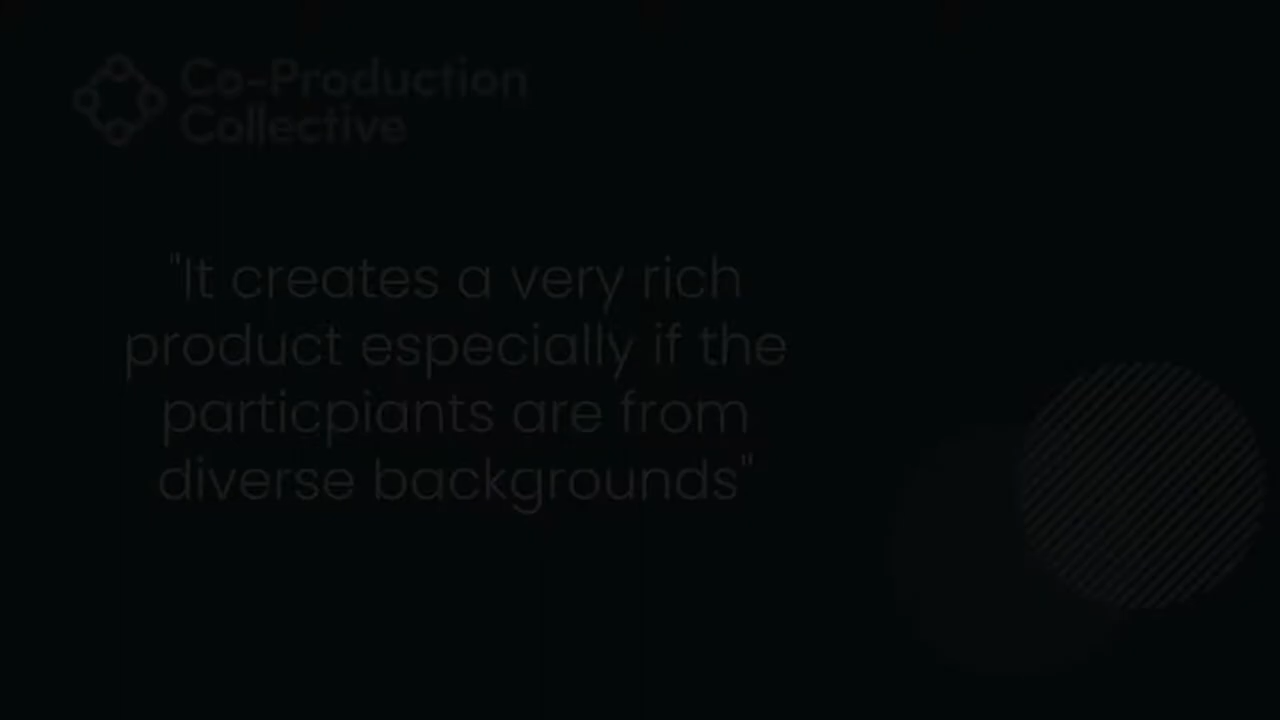 Co-Production
Collective
"It creates a very rich
product especially if the
particpiants are from
diverse backgrounds"